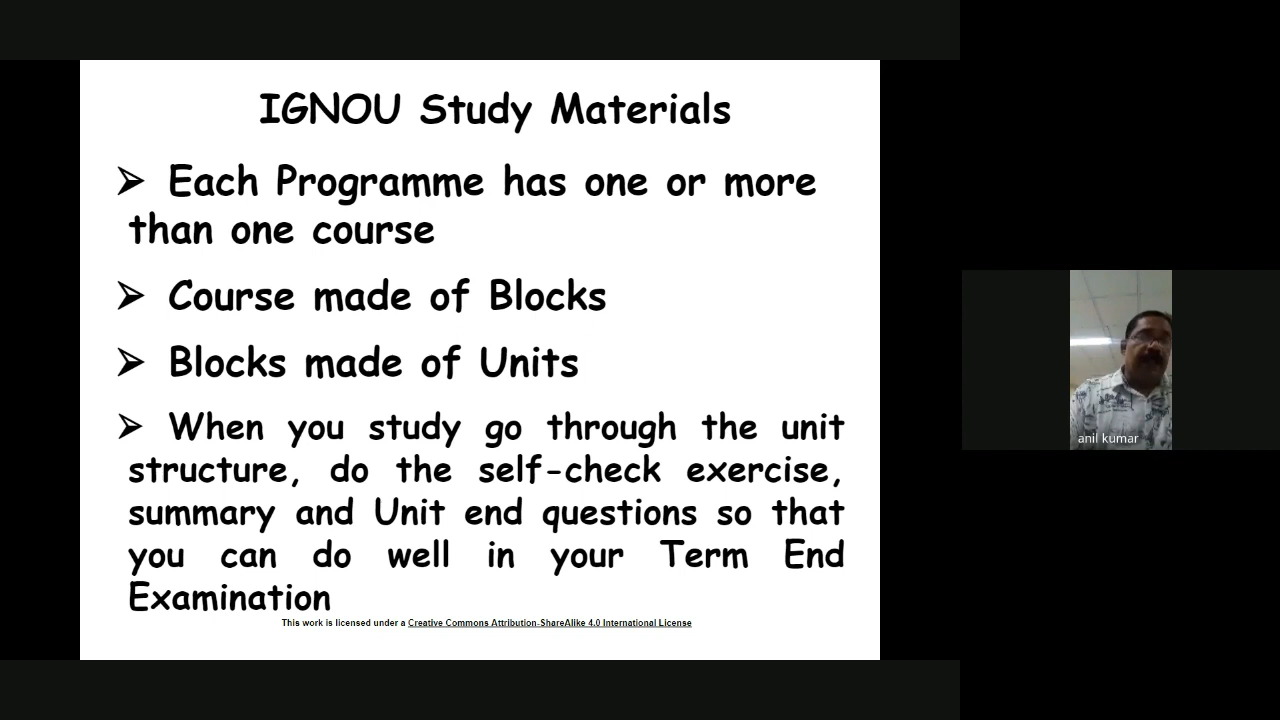 IGNOU Study Materials
➢ Each Programme has one or more
than one course
➢ Course made of Blocks
➢ Blocks made of Units
➢ When you study go through the unit
structure, do the self-check exercise,
summary and Unit end questions so that
you can do well in your Term End
Examination
This work is licensed under a Creative Commons Attribution-ShareAlike 4.0 International License
anil kumar